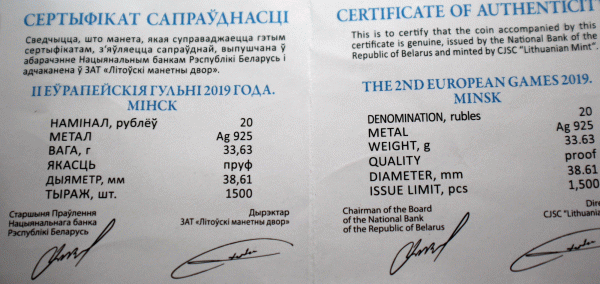 СЕРТЫФІКАТ САПРАЎДНАСЦІ
Сведчыцца, што манета, якая суправаджаецца гэтым
сертыфікатам, з'яўляецца сапраўднай, выпушчана ў
абарачэнне Нацыянальным банкам Рэспублікі Беларусь і
адчаканена ў ЗАТ «Літоўскі манетны двор».
ІІ ЕЎРАПЕЙСКІЯ ГУЛЬНІ 2019 ГОДА.
МІНСК
НАМІНАЛ, рублёў 20
МЕТАЛ Ag 925
ВАГА, г 33,63
ЯКАСЦЬ пруф
ДЫЯМЕТР, мм 38,61
ТЫРАЖ, шт. 1500
Старшыня Праўлення
Нацыянальнага банка
Рэспублікі Беларусь
Дырэктар
ЗАТ «Літоўскі манетны двор»
CERTIFICATE OF AUTHENTICIT
This is to certify that the coin accompanied by this
certificate is genuine, issued by the National Bank of the
Republic of Belarus and minted by CJSC "Lithuanian Mint".
THE 2ND EUROPEAN GAMES 2019.
MINSK
DENOMINATION, rubles 20
METAL Ag 925
WEIGHT, g 33.63
QUALITY proof
DIAMETER, mm 38.61
ISSUE LIMIT, pcs 1,500
Chairman of the Board
of the National Bank
of the Republic of Belarus
Dire
CJSC "Lithuanian